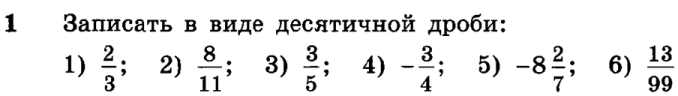 1 Записать в виде десятичной дроби:
1) 2/3; 2) 8/11; 3) 3/5; 4) −3/4; 5) −8 2/7; 6) 13/99